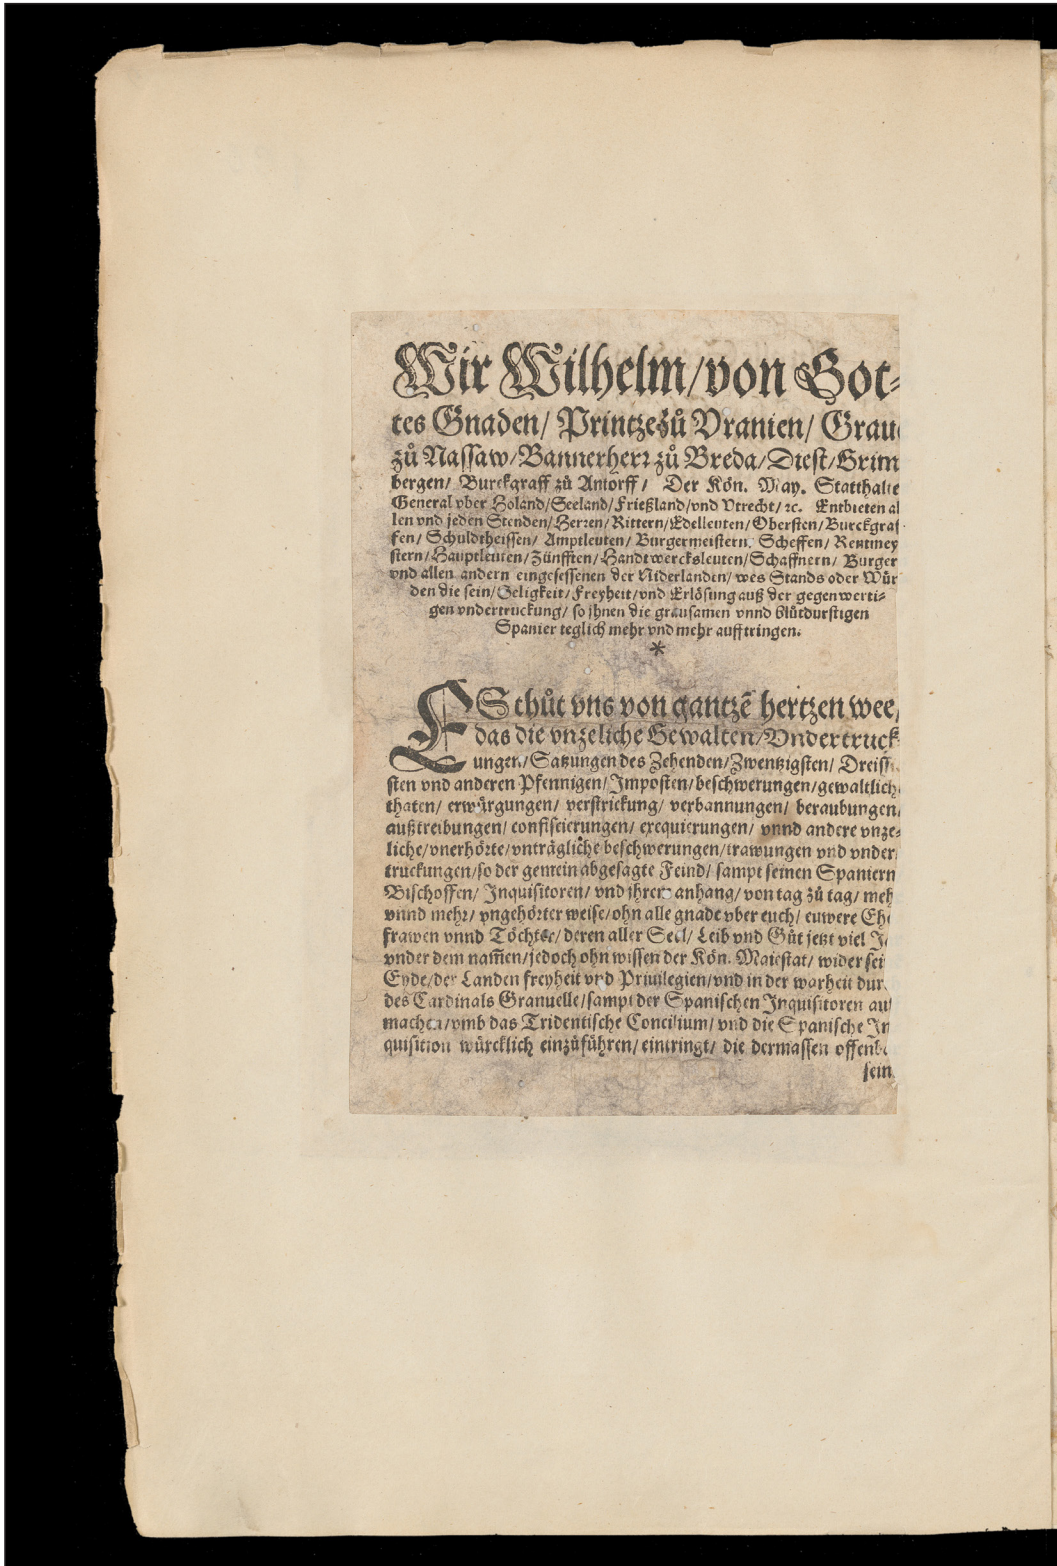 Wir Wilhelm/von Got-
tes Gnaden/ Printze zů Vranien/ Grau
zů Nassaw/Bannerherr zů Breda/Diest/Grim
bergen/ Burckgraff zů Antorff/ Der Kön. May. Statthalte
General vber Holand/Seeland/Frießland/vnd Vtrecht/ ꝛc. Entbieten al
len vnd jeden Stenden/Herren/Rittern/Edelleuten/Obersten/Burckgraf
fen/ Schuldtheissen/ Amptleuten/ Burgermeistern/ Scheffen/ Rentmey
stern/Hauptleuten/Zünfften/Handtwercksleuten/Schaffnern/ Burger
vnd allen andern eingesessenen der Niderlanden/ wes Stands oder Wür
den die sein/Seligkeit/Freyheit/vnd Erlösung auß der gegenwerti-
gen vndertruckung/ so jhnen die grausamen vnnd blůtdurstigen
Spanier teglich mehr vnd mehr aufftringen.
*
ES thůt vns von gantzẽ hertzen wee/
das die vnzeliche Gewalten/Vndertruck-
ungen/Satzungen des Zehenden/Zwentzigsten/ Dreiss
sten vnd anderen Pfennigen/Imposten/beschwerungen/gewaltlich
thaten/ erwürgungen/ verstrickung/ verbannungen/ beraubungen/
außtreibungen/ confiscierungen/ exequierungen/ vnnd andere vnze-
liche/vnerhörte/vnträgliche beschwerungen/trawungen vnd vnder
truckungen/so der gemein abgesagte Feind/ sampt seinen Spaniern
Bischoffen/ Inquisitoren/ vnd jhrem anhang/ von tag zů tag/ meh
vnnd mehr/ vngehörter weise/ohn alle gnade vber euch/ euwere Ehe
frawen vnnd Töchter/ deren aller Seel/ Leib vnd Gůt jetzt viel J
vnder dem nam̃en/jedoch ohn wissen der Kön. Maiestat/ wider sei
Eyde/der Landen freyheit vnd Priuilegien/vnd in der warheit dur
des Cardinals Granuelle/sampt der Spanischen Inquisitoren au
machen/vmb das Tridentische Concilium/ vnd die Spanische In
quisition würcklich einzůführen/ eintringt/ die dermassen offenb
sein